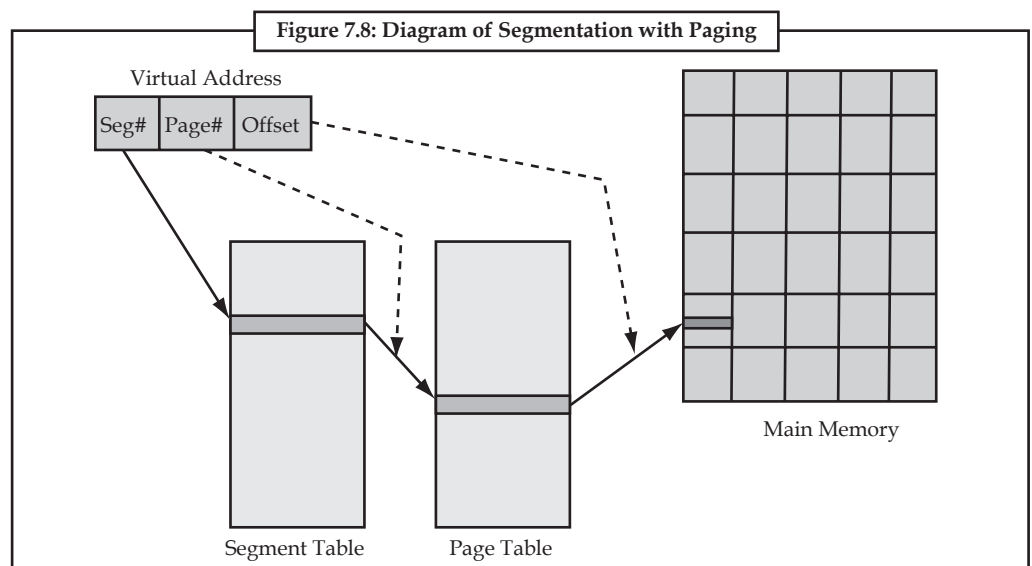 Figure 7.8: Diagram of Segmentation with Paging
Virtual Address
Seg# Page# Offset
Main Memory
Segment Table
Page Table